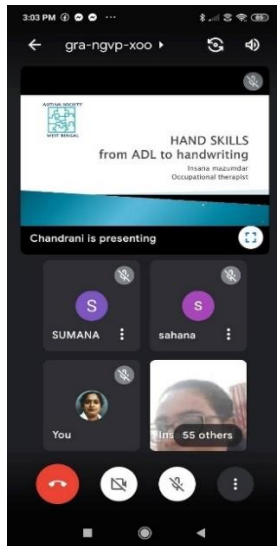 3:03 PM
gra-ngvp-xoo
AUTISM SOCIETY
WEST BENGAL
HAND SKILLS
from ADL to handwriting
Insana mazumdar
Occupational therapist
Chandrani is presenting
S
SUMANA
s
sahana
You
Ins
55 others